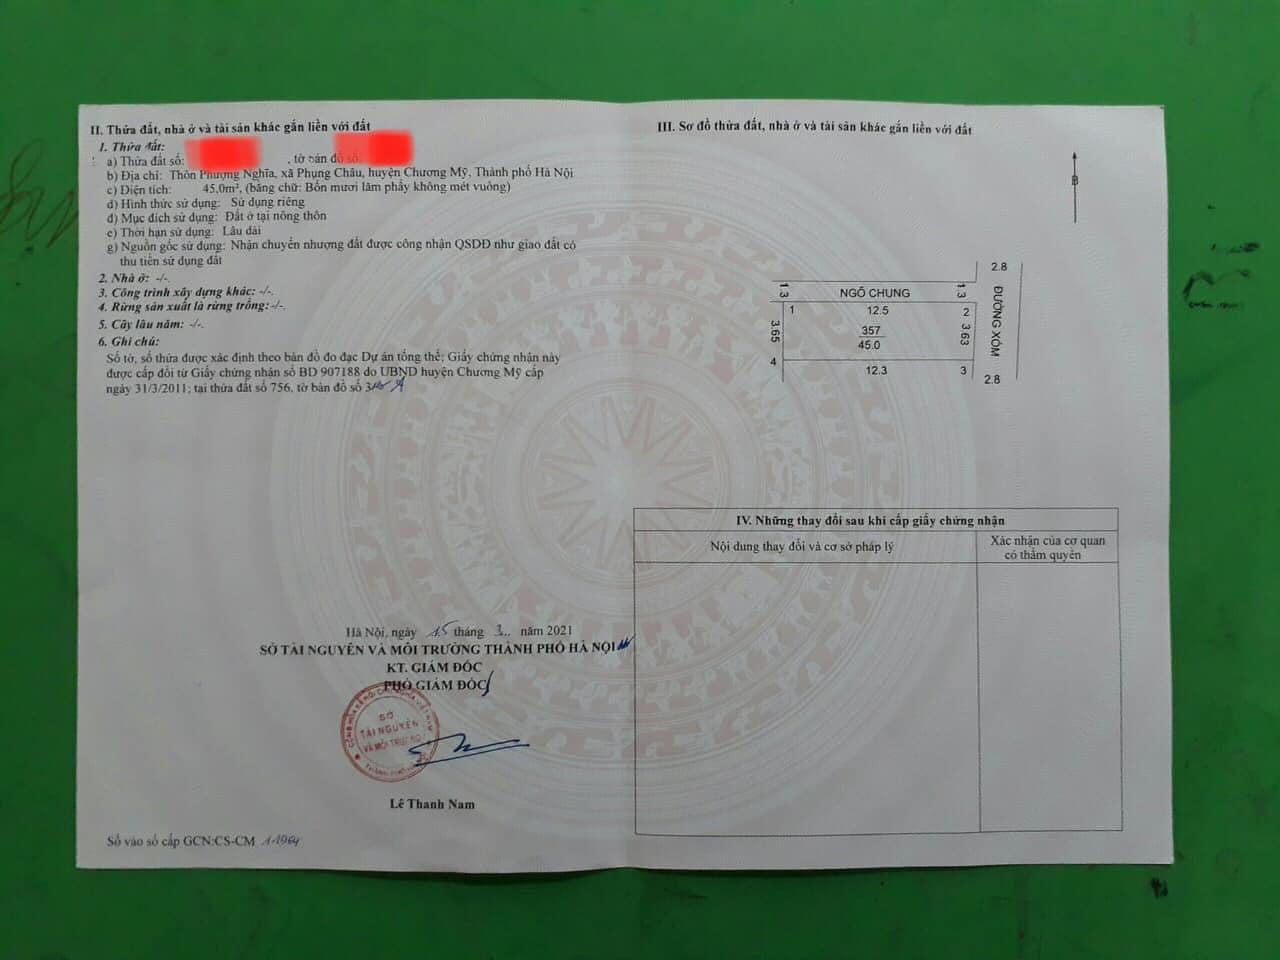 II. Thửa đất, nhà ở và tài sản khác gắn liền với đất
1. Thửa đất:
a) Thửa đất số: , tờ bản đồ số:
b) Địa chỉ: Thôn Phượng Nghĩa, xã Phụng Châu, huyện Chương Mỹ, Thành phố Hà Nội
c) Diện tích: 45,0m², (bằng chữ: Bốn mươi lăm phẩy không mét vuông)
d) Hình thức sử dụng: Sử dụng riêng
đ) Mục đích sử dụng: Đất ở tại nông thôn
e) Thời hạn sử dụng: Lâu dài
g) Nguồn gốc sử dụng: Nhận chuyển nhượng đất được công nhận QSDĐ như giao đất có
thu tiền sử dụng đất
2. Nhà ở: -/-.
3. Công trình xây dựng khác: -/-.
4. Rừng sản xuất là rừng trồng:-/-.
5. Cây lâu năm: -/-.
6. Ghi chú:
Số tờ, số thửa được xác định theo bản đồ đo đạc Dự án tổng thể; Giấy chứng nhận này
được cấp đổi từ Giấy chứng nhận số BD 907188 do UBND huyện Chương Mỹ cấp
ngày 31/3/2011; tại thửa đất số 756, tờ bản đồ số
Hà Nội, ngày 15 tháng 3.. năm 2021
SỞ TÀI NGUYÊN VÀ MÔI TRƯỜNG THÀNH PHỐ HÀ NỘI
KT. GIÁM ĐỐC
PHÓ GIÁM ĐỐC
SỞ
TÀI NGUYÊN
VÀ MÔI TRƯỜNG
Lê Thanh Nam
Số vào sổ cấp GCN:CS-CM 11964
III. Sơ đồ thửa đất, nhà ở và tài sản khác gắn liền với đất
B
2.8
1.3
NGÕ CHUNG
1.3
1
12.5
2
ĐƯỜNG XÓM
3.65
357
45.0
3.63
4
12.3
3
2.8
IV. Những thay đổi sau khi cấp giấy chứng nhận
Nội dung thay đổi và cơ sở pháp lý
Xác nhận của cơ quan
có thẩm quyền